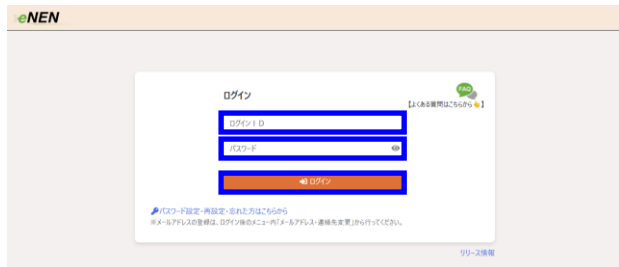 eNEN
ログイン
FAQ
【よくある質問はこちらから👆】
ログインＩＤ
パスワード
ログイン
パスワード設定・再設定・忘れた方はこちらから
※メールアドレスの登録は、ログイン後のメニュー内「メールアドレス・連絡先変更」から行ってください。
リリース情報